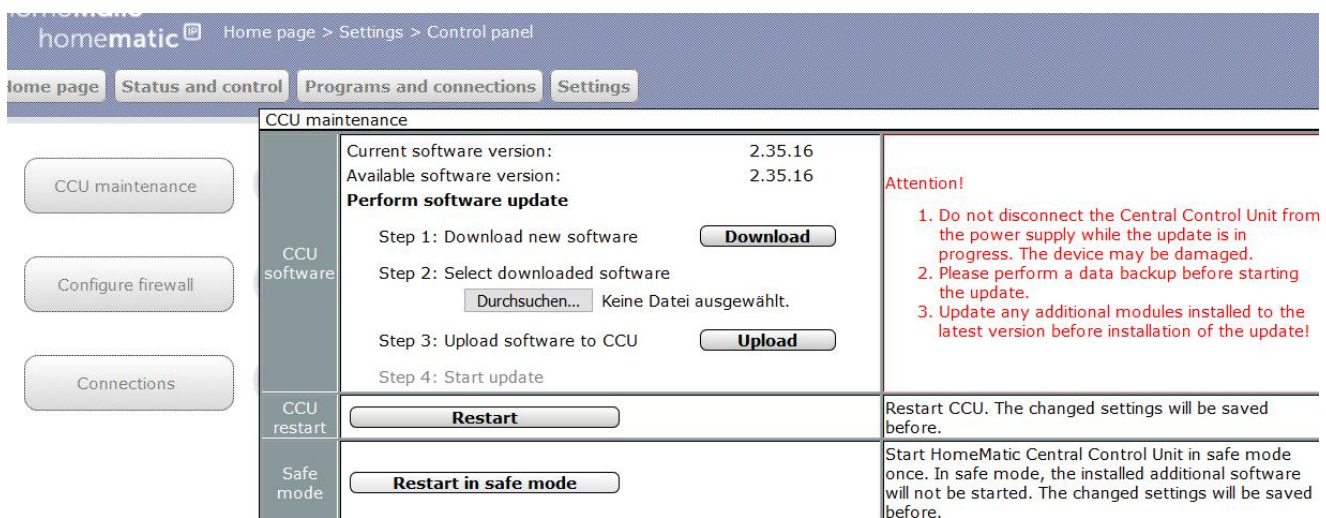 homematic IP
Home page > Settings > Control panel
Home page
Status and control
Programs and connections
Settings
CCU maintenance
CCU maintenance
Configure firewall
Connections
CCU software
Current software version: 2.35.16
Available software version: 2.35.16
Perform software update
Step 1: Download new software Download
Step 2: Select downloaded software
Durchsuchen... Keine Datei ausgewählt.
Step 3: Upload software to CCU Upload
Step 4: Start update
Attention!
1. Do not disconnect the Central Control Unit from
the power supply while the update is in
progress. The device may be damaged.
2. Please perform a data backup before starting
the update.
3. Update any additional modules installed to the
latest version before installation of the update!
CCU
restart
Restart
Restart CCU. The changed settings will be saved
before.
Safe
mode
Restart in safe mode
Start HomeMatic Central Control Unit in safe mode
once. In safe mode, the installed additional software
will not be started. The changed settings will be saved
before.